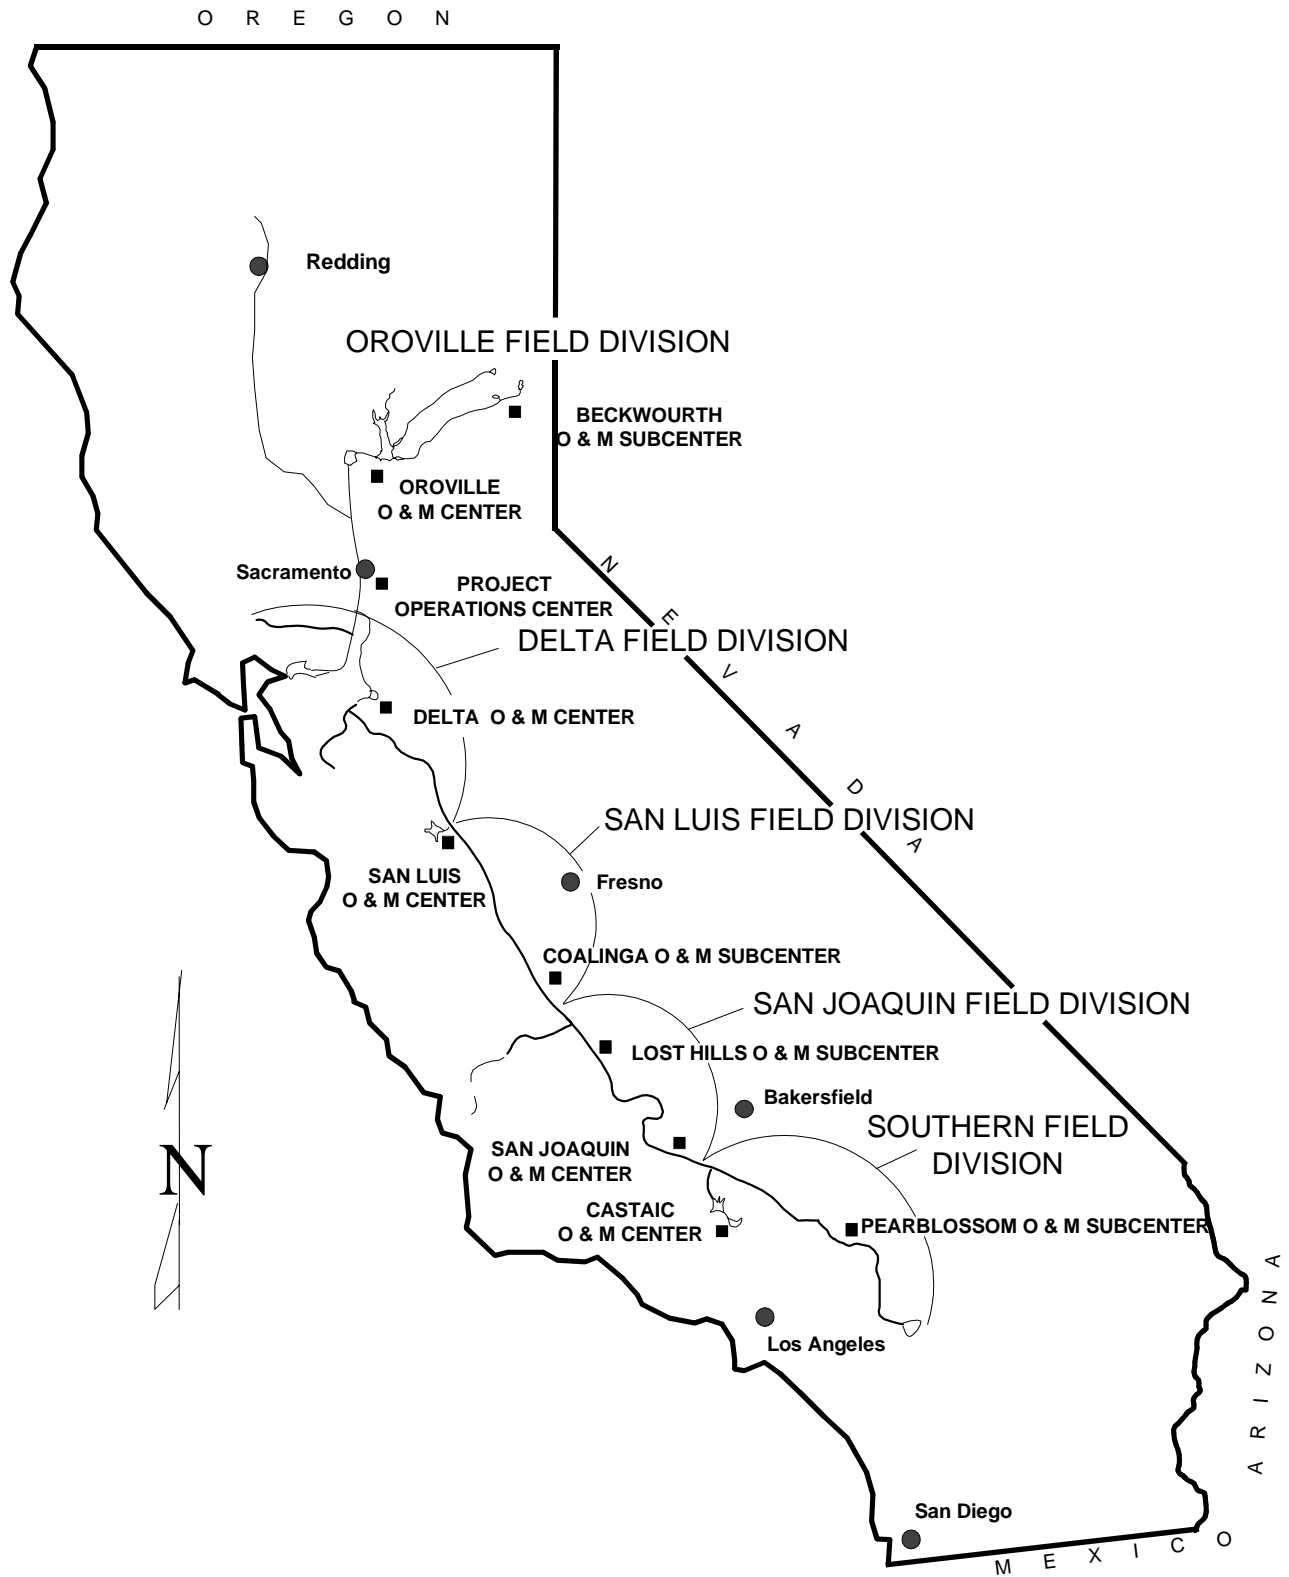 OREGON
Redding
OROVILLE FIELD DIVISION
BECKWOURTH
O & M SUBCENTER
OROVILLE
O & M CENTER
NEVADA
Sacramento
PROJECT
OPERATIONS CENTER
DELTA FIELD DIVISION
DELTA O & M CENTER
SAN LUIS FIELD DIVISION
SAN LUIS
O & M CENTER
Fresno
COALINGA O & M SUBCENTER
SAN JOAQUIN FIELD DIVISION
LOST HILLS O & M SUBCENTER
Bakersfield
SOUTHERN FIELD
DIVISION
SAN JOAQUIN
O & M CENTER
N
CASTAIC
O & M CENTER
PEARBLOSSOM O & M SUBCENTER
ARIZONA
Los Angeles
San Diego
MEXICO